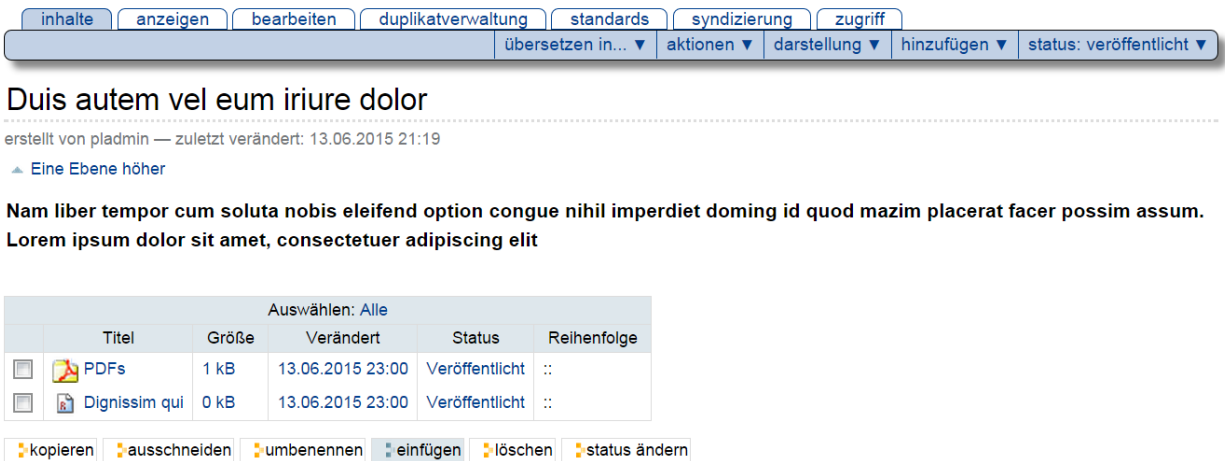 inhalte anzeigen bearbeiten duplikatverwaltung standards syndizierung zugriff
übersetzen in... ▼ aktionen ▼ darstellung ▼ hinzufügen ▼ status: veröffentlicht ▼
Duis autem vel eum iriure dolor
erstellt von pladmin — zuletzt verändert: 13.06.2015 21:19
Eine Ebene höher
Nam liber tempor cum soluta nobis eleifend option congue nihil imperdiet doming id quod mazim placerat facer possim assum.
Lorem ipsum dolor sit amet, consectetuer adipiscing elit
Auswählen: Alle
Titel Größe Verändert Status Reihenfolge
PDFs 1 kB 13.06.2015 23:00 Veröffentlicht ::
Dignissim qui 0 kB 13.06.2015 23:00 Veröffentlicht ::
kopieren ausschneiden umbenennen einfügen löschen status ändern